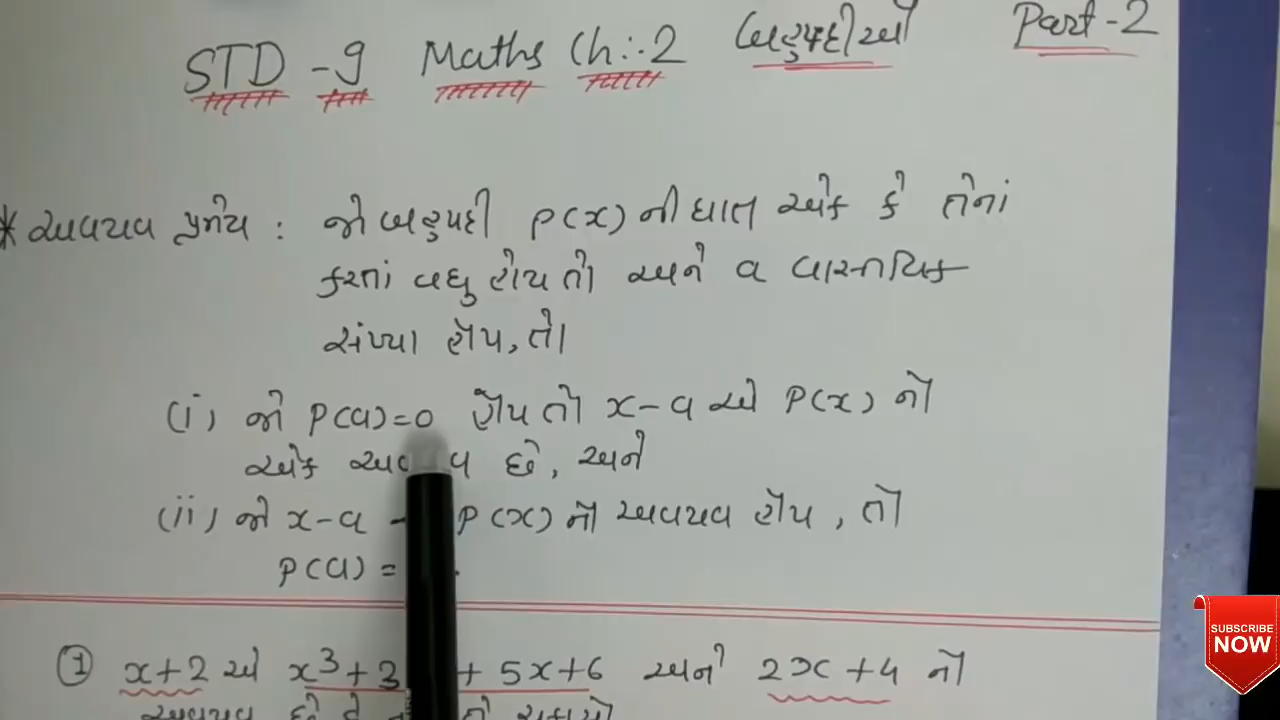 STD - 9 Maths Ch:-2 બહુપદીઓ Part-2
* અવયવ પ્રમેય : જો બહુપદી P(x) ની ઘાત એક કે તેનાં
કરતાં વધુ હોય તો અને a વાસ્તવિક
સંખ્યા હોય, તો
(i) જો P(a)=0 હોય તો x-a એ P(x) નો
એક છે, અને
(ii) જો x-a P(x) નો અવયવ હોય, તો
P(a) =
① x+2 એ x³+3 + 5x+6 અને 2x+4 નો
અવયવ છે કે
SUBSCRIBE
NOW